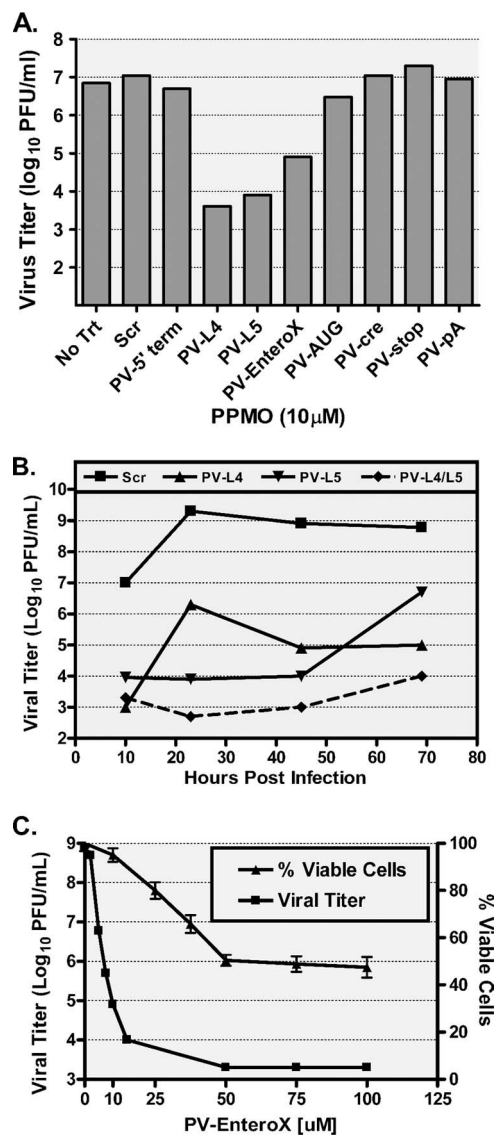 A.
Virus Titer (log10 PFU/ml)
8
7
6
5
4
3
2
No Trt
Scr
PV-5' term
PV-L4
PV-L5
PV-EnteroX
PV-AUG
PV-cre
PV-stop
PV-pA
PPMO (10µM)
B.
Scr
PV-L4
PV-L5
PV-L4/L5
Viral Titer (Log10 PFU/mL)
10
9
8
7
6
5
4
3
2
0 10 20 30 40 50 60 70 80
Hours Post Infection
C.
% Viable Cells
Viral Titer
Viral Titer (Log10 PFU/mL)
9
8
7
6
5
4
3
100
80
60
40
20
0
% Viable
Cells
0 10 25 50 75 100 125
PV-EnteroX [uM]